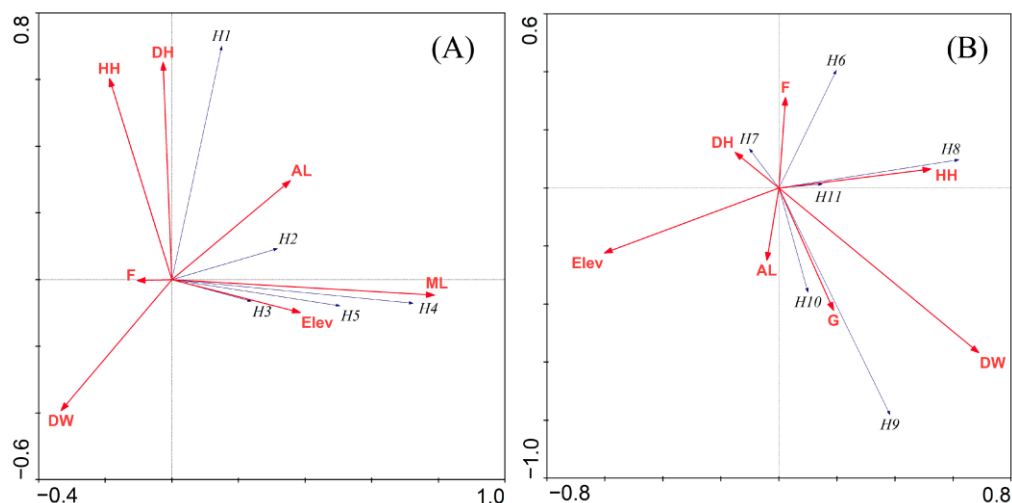 0.8
(A)
H1
DH
HH
AL
H2
F
ML
H3
H5
H4
Elev
DW
-0.6
−0.4
1.0
0.6
(B)
H6
F
H7
DH
H8
HH
H11
Elev
AL
H10
G
DW
H9
-1.0
−0.8
0.8